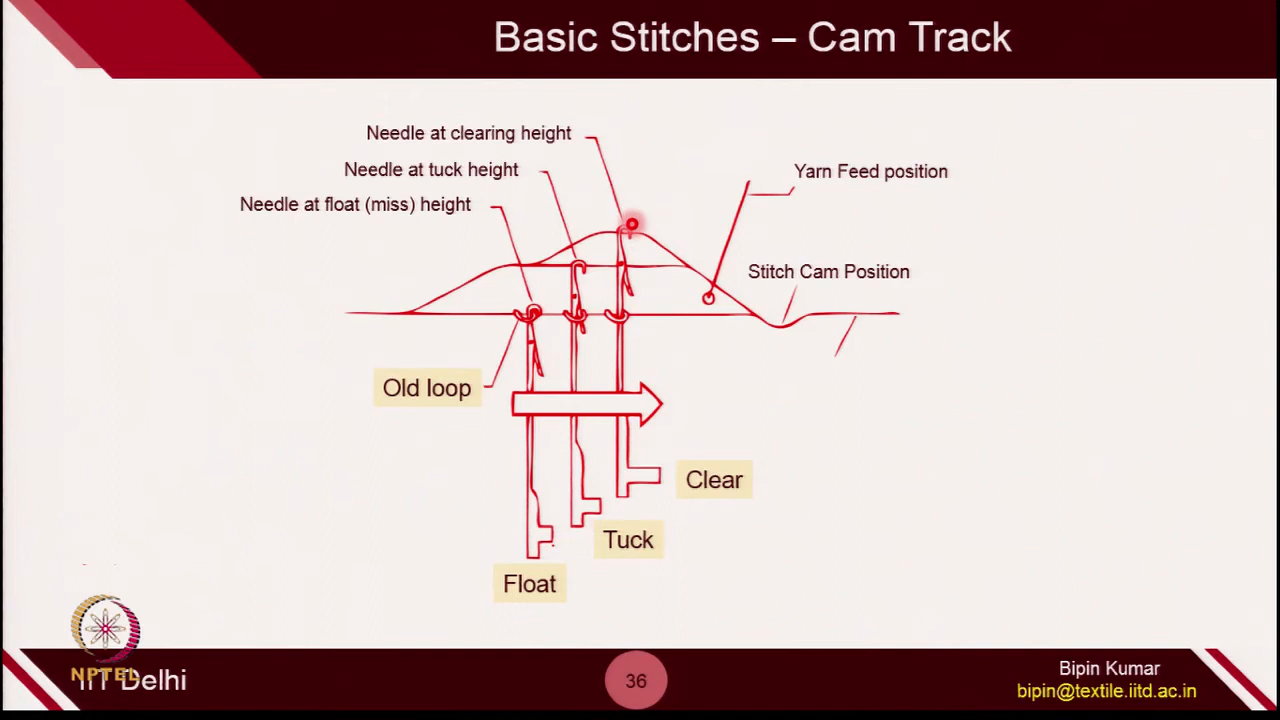 Basic Stitches – Cam Track
Needle at clearing height
Needle at tuck height
Yarn Feed position
Needle at float (miss) height
Stitch Cam Position
Old loop
Clear
Tuck
Float
NPTEL
IIT Delhi
36
Bipin Kumar
bipin@textile.iitd.ac.in